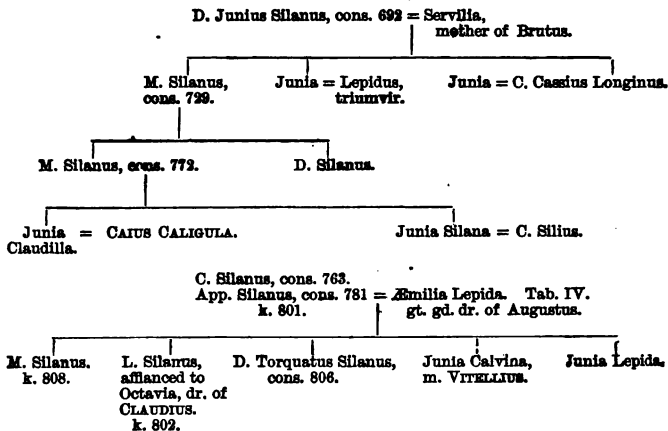 D. Junius Silanus, cons. 692 = Servilia,
mother of Brutus.
M. Silanus,
cons. 729.
Junia = Lepidus,
triumvir.
Junia = C. Cassius Longinus.
M. Silanus, cons. 772.
D. Silanus.
Junia = CAIUS CALIGULA.
Claudilla.
Junia Silana = C. Silius.
C. Silanus, cons. 763.
App. Silanus, cons. 781 = Æmilia Lepida. Tab. IV.
k. 801.
gt. gd. dr. of Augustus.
M. Silanus.
k. 808.
L. Silanus,
affianced to
Octavia, dr. of
CLAUDIUS.
k. 802.
D. Torquatus Silanus,
cons. 806.
Junia Calvina,
m. VITELLIUS.
Junia Lepida.